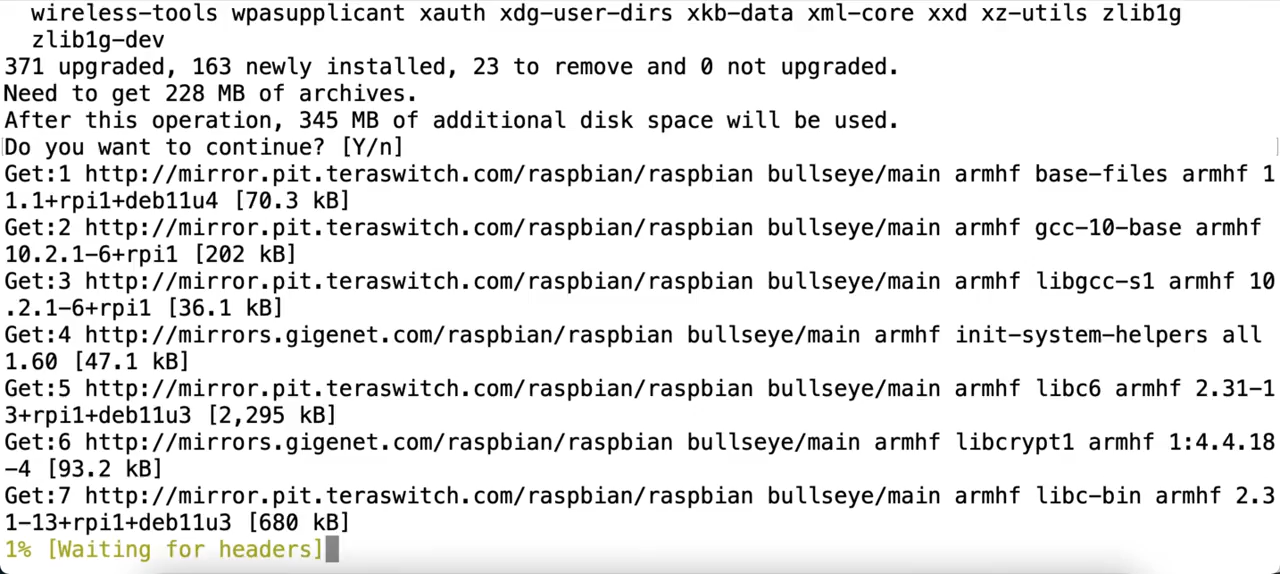 wireless-tools wpasupplicant xauth xdg-user-dirs xkb-data xml-core xxd xz-utils zlib1g
zlib1g-dev
371 upgraded, 163 newly installed, 23 to remove and 0 not upgraded.
Need to get 228 MB of archives.
After this operation, 345 MB of additional disk space will be used.
Do you want to continue? [Y/n]
Get:1 http://mirror.pit.teraswitch.com/raspbian/raspbian bullseye/main armhf base-files armhf 1
1.1+rpi1+deb11u4 [70.3 kB]
Get:2 http://mirror.pit.teraswitch.com/raspbian/raspbian bullseye/main armhf gcc-10-base armhf
10.2.1-6+rpi1 [202 kB]
Get:3 http://mirror.pit.teraswitch.com/raspbian/raspbian bullseye/main armhf libgcc-s1 armhf 10
.2.1-6+rpi1 [36.1 kB]
Get:4 http://mirrors.gigenet.com/raspbian/raspbian bullseye/main armhf init-system-helpers all
1.60 [47.1 kB]
Get:5 http://mirror.pit.teraswitch.com/raspbian/raspbian bullseye/main armhf libc6 armhf 2.31-1
3+rpi1+deb11u3 [2,295 kB]
Get:6 http://mirrors.gigenet.com/raspbian/raspbian bullseye/main armhf libcrypt1 armhf 1:4.4.18
-4 [93.2 kB]
Get:7 http://mirror.pit.teraswitch.com/raspbian/raspbian bullseye/main armhf libc-bin armhf 2.3
1-13+rpi1+deb11u3 [680 kB]
1% [Waiting for headers]